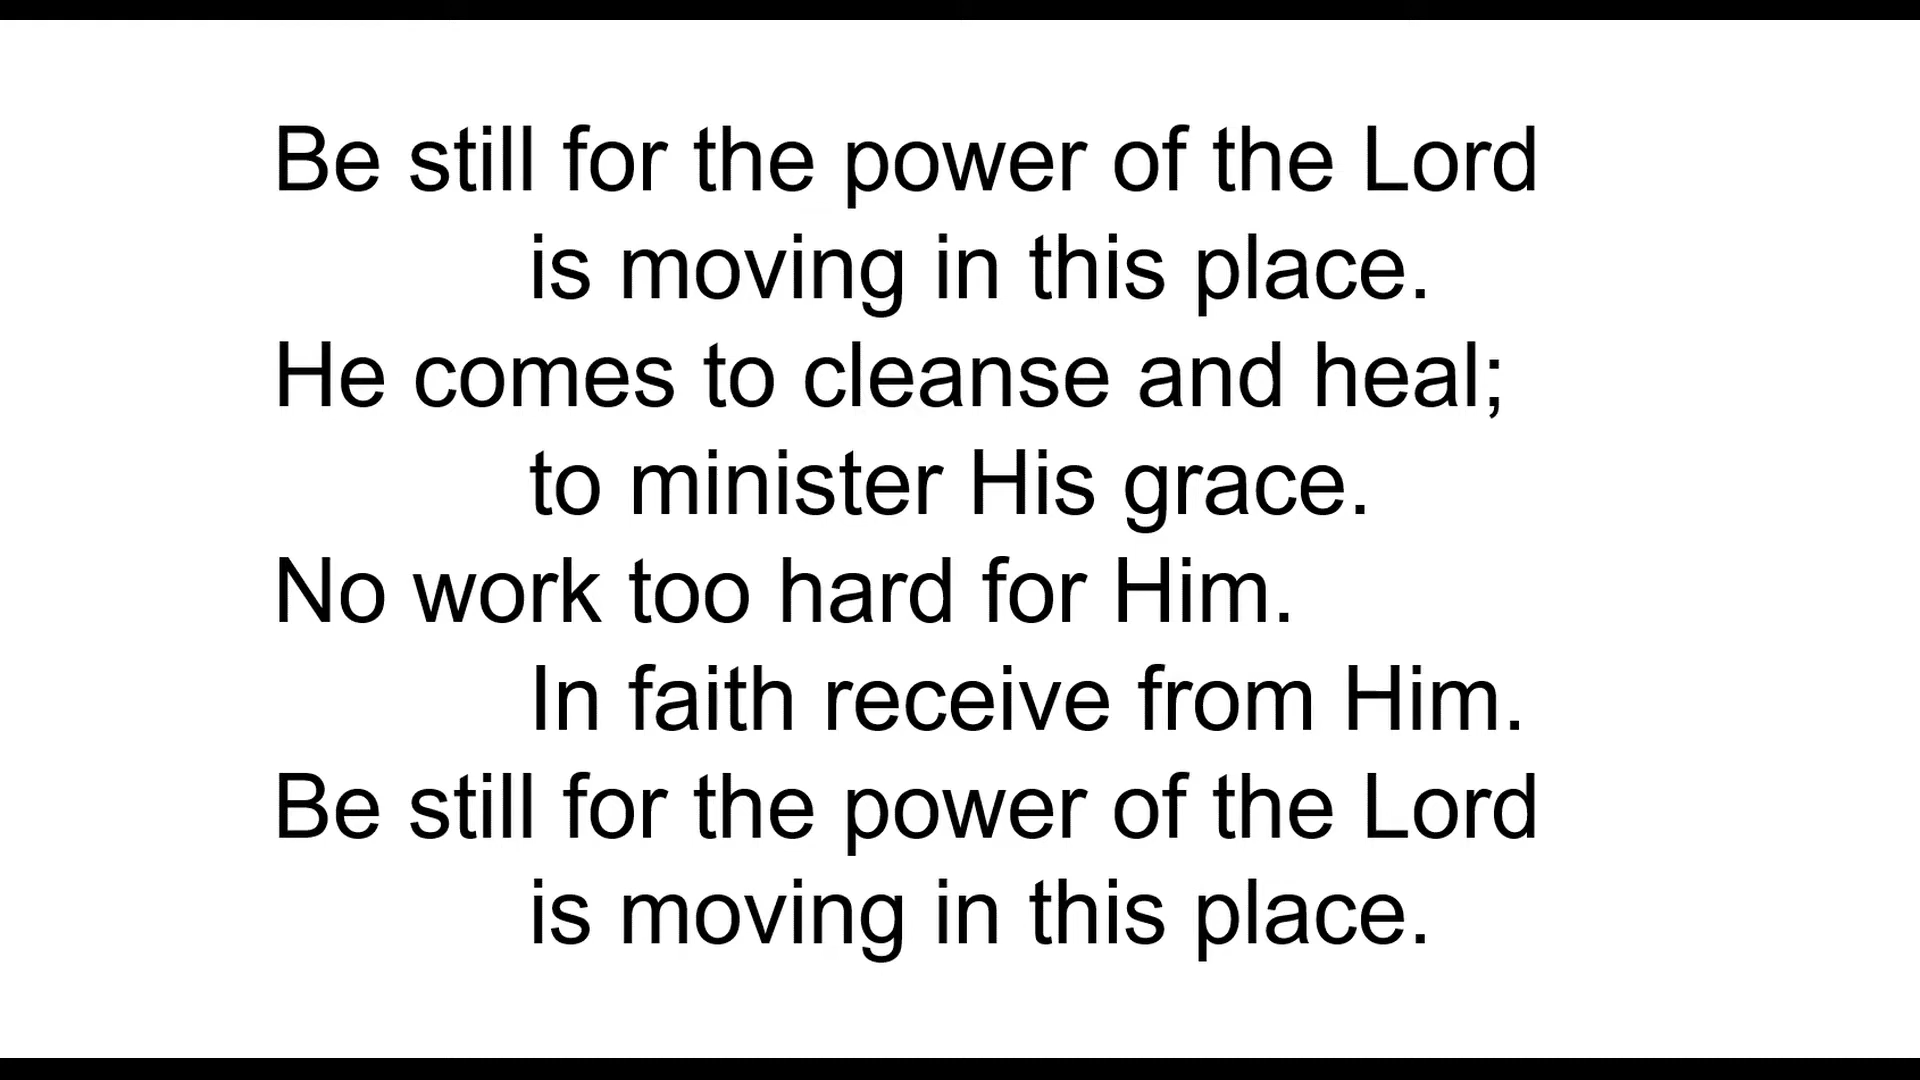 Be still for the power of the Lord
is moving in this place.
He comes to cleanse and heal;
to minister His grace.
No work too hard for Him.
In faith receive from Him.
Be still for the power of the Lord
is moving in this place.